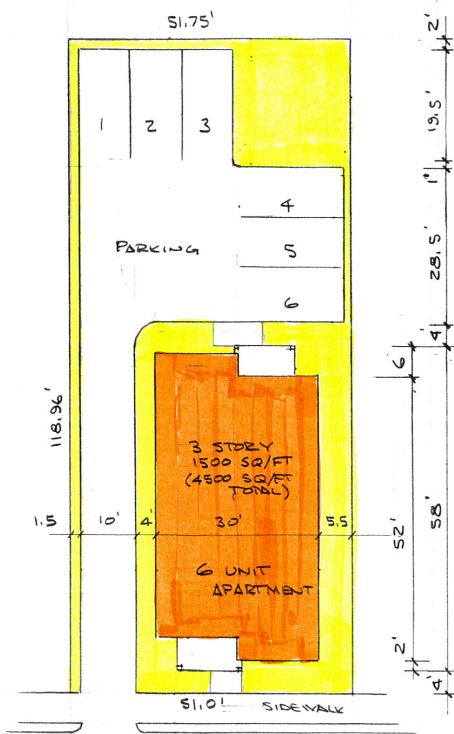 51.75'
2'
19.5'
1 2 3
1'
4
PARKING
5
28.5'
6
4'
6
118.96'
3 STORY
1500 SQ/FT
(4500 SQ/FT
TOTAL)
1.5 10' 4' 30' 5.5
52'
58'
6 UNIT
APARTMENT
2'
4'
51.0' SIDEWALK